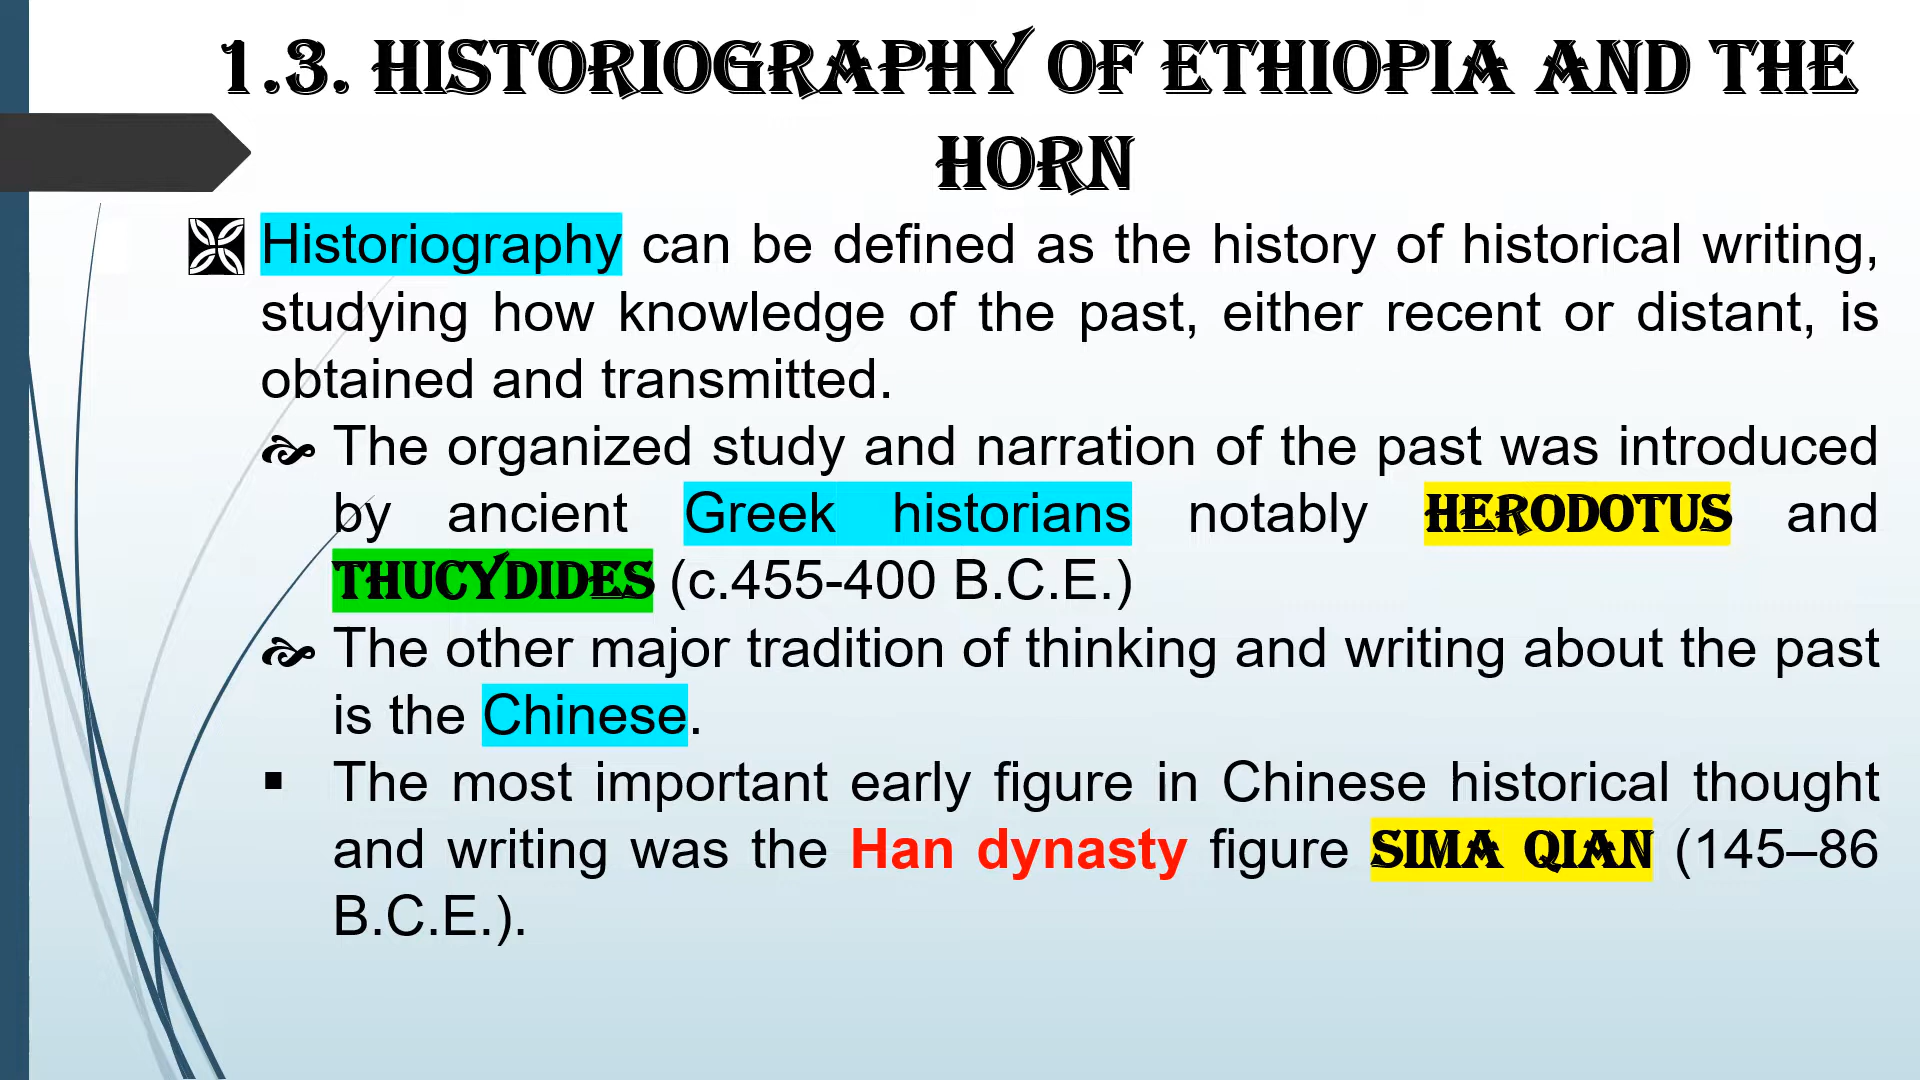 1.3. HISTORIOGRAPHY OF ETHIOPIA AND THE
HORN
Historiography can be defined as the history of historical writing,
studying how knowledge of the past, either recent or distant, is
obtained and transmitted.
The organized study and narration of the past was introduced
by ancient Greek historians notably HERODOTUS and
THUCYDIDES (c.455-400 B.C.E.)
The other major tradition of thinking and writing about the past
is the Chinese.
▪ The most important early figure in Chinese historical thought
and writing was the Han dynasty figure SIMA QIAN (145–86
B.C.E.).